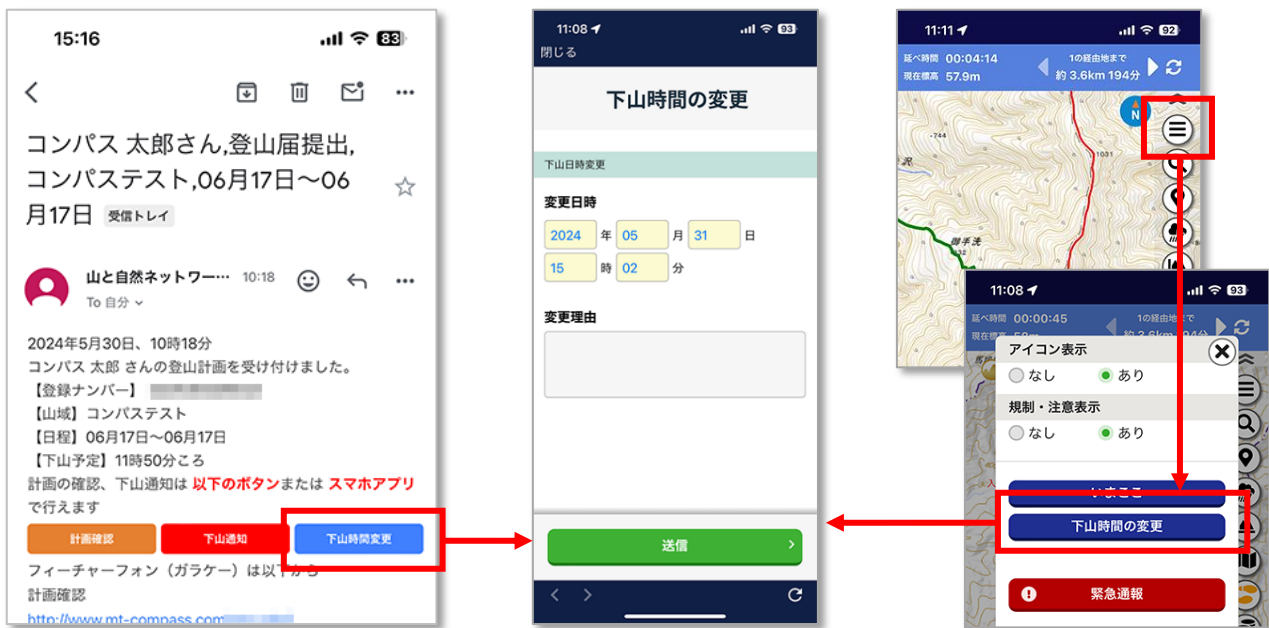 15:16
83
コンパス 太郎さん,登山届提出,
コンパステスト,06月17日〜06
月17日 受信トレイ
山と自然ネットワー… 10:18
To 自分
2024年5月30日、10時18分
コンパス 太郎 さんの登山計画を受け付けました。
【登録ナンバー】
【山域】コンパステスト
【日程】06月17日〜06月17日
【下山予定】11時50分ころ
計画の確認、下山通知は 以下のボタンまたは スマホアプリ
で行えます
計画確認 下山通知 下山時間変更
フィーチャーフォン（ガラケー）は以下から
計画確認
http://www.mt-compass.com
11:08
93
閉じる
下山時間の変更
下山日時変更
変更日時
2024 年 05 月 31 日
15 時 02 分
変更理由
送信
11:11
92
延べ時間 00:04:14
現在標高 57.9m
1の経由地まで
約 3.6km 194分
N
744
沢
1031
御手洗
11:08
93
延べ時間 00:00:45
1の経由地まで
アイコン表示
なし あり
規制・注意表示
なし あり
いまここ
下山時間の変更
緊急通報